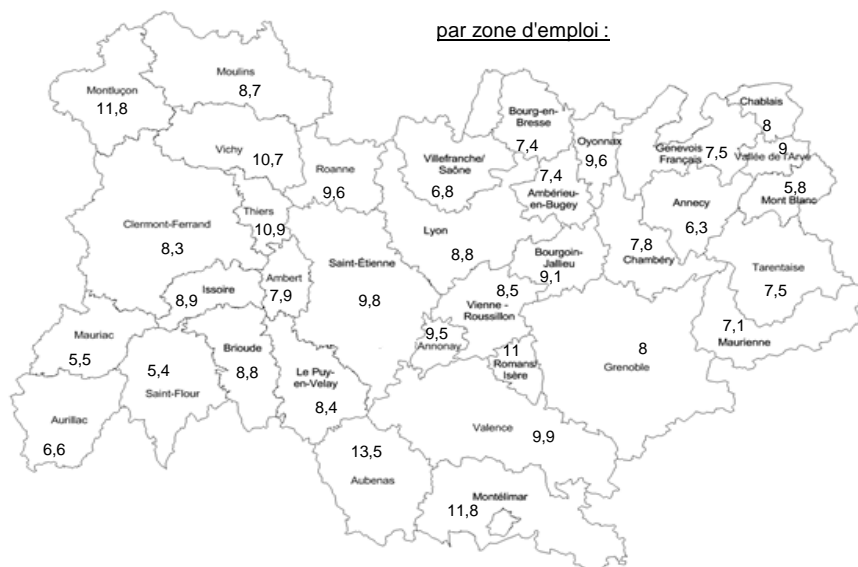 par zone d'emploi :
Moulins
8,7
Montluçon
11,8
Vichy
10,7
Roanne
9,6
Villefranche/
Saône
6,8
Bourg-en-
Bresse
7,4
7,4
Ambérieu-
en-Bugey
Oyonnax
9,6
Genevois
Français
7,5
Chablais
8
9
Vallée de l'Arve
5,8
Mont Blanc
Annecy
6,3
Clermont-Ferrand
8,3
Thiers
10,9
Lyon
8,8
Bourgoin-
Jallieu
9,1
7,8
Chambéry
Tarentaise
7,5
Issoire
8,9
Ambert
7,9
Saint-Étienne
9,8
8,5
Vienne -
Roussillon
7,1
Maurienne
Mauriac
5,5
5,4
Saint-Flour
Brioude
8,8
Le Puy-
en-Velay
8,4
9,5
Annonay
11
Romans/
Isère
8
Grenoble
Aurillac
6,6
Valence
9,9
13,5
Aubenas
Montélimar
11,8